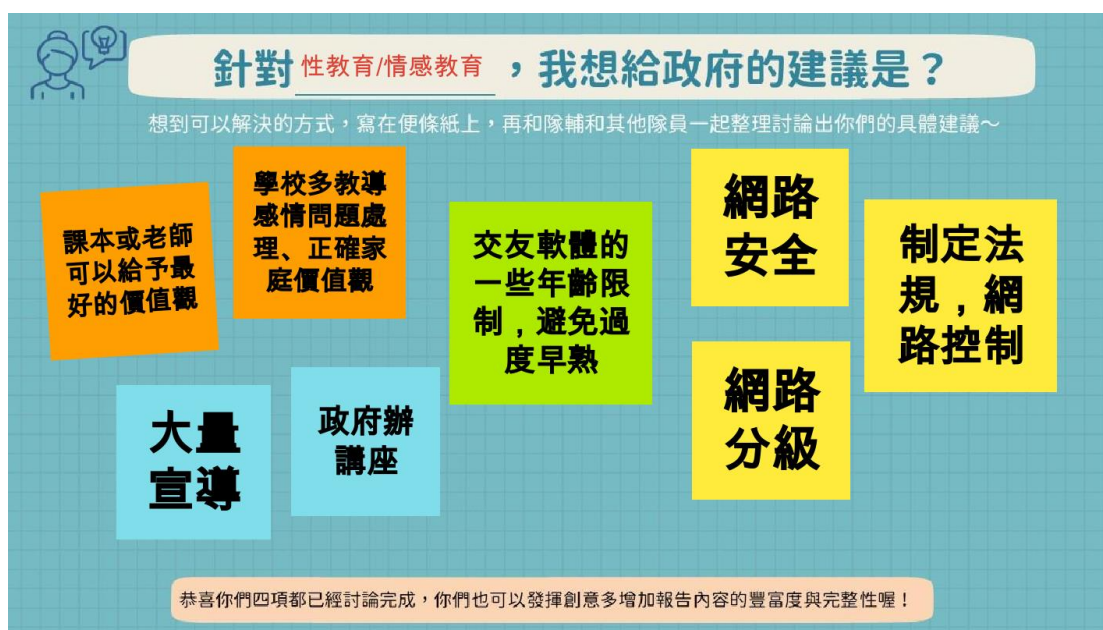 針對 性教育/情感教育 ，我想給政府的建議是？
想到可以解決的方式，寫在便條紙上，再和隊輔和其他隊員一起整理討論出你們的具體建議～
課本或老師
可以給予最
好的價值觀
學校多教導
感情問題處
理、正確家
庭價值觀
交友軟體的
一些年齡限
制，避免過
度早熟
網路
安全
制定法
規，網
路控制
大量
宣導
政府辦
講座
網路
分級
恭喜你們四項都已經討論完成，你們也可以發揮創意多增加報告內容的豐富度與完整性喔！